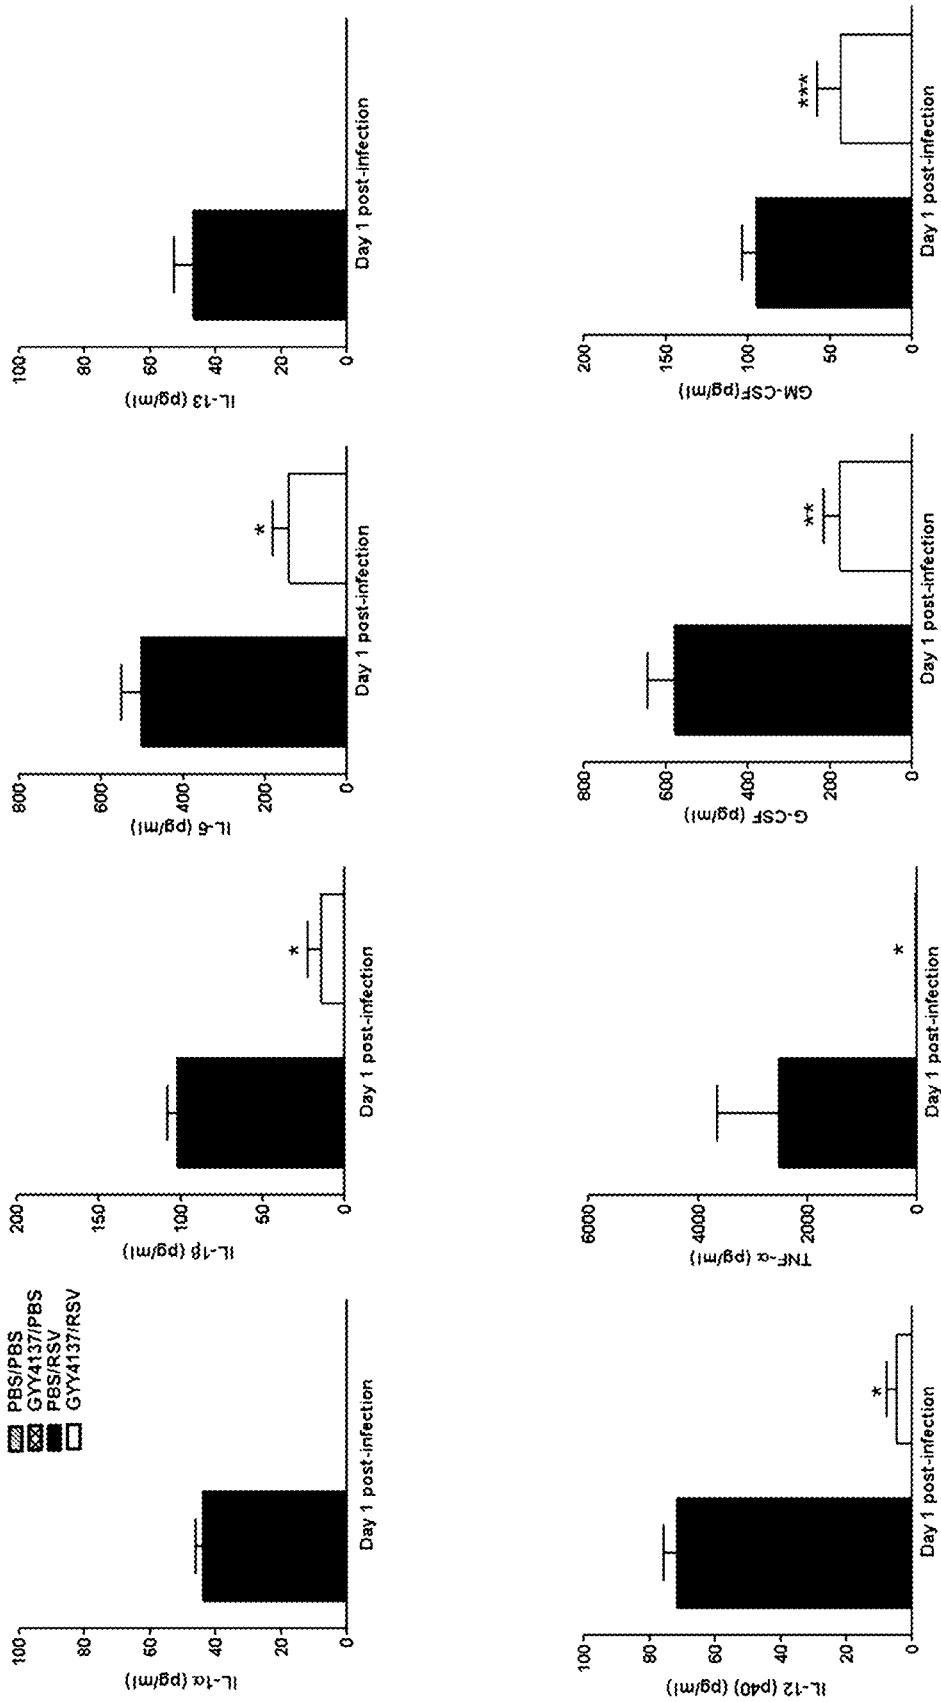 PBS/PBS
GYY4137/PBS
PBS/RSV
GYY4137/RSV
IL-1α (pg/ml)
100
80
60
40
20
0
Day 1 post-infection
IL-1β (pg/ml)
200
150
100
50
0
*
Day 1 post-infection
IL-6 (pg/ml)
800
600
400
200
0
*
Day 1 post-infection
IL-13 (pg/ml)
100
80
60
40
20
0
Day 1 post-infection
IL-12 (p40) (pg/ml)
100
80
60
40
20
0
*
Day 1 post-infection
TNF-α (pg/ml)
6000
4000
2000
0
*
Day 1 post-infection
G-CSF (pg/ml)
800
600
400
200
0
**
Day 1 post-infection
GM-CSF(pg/ml)
200
150
100
50
0
***
Day 1 post-infection